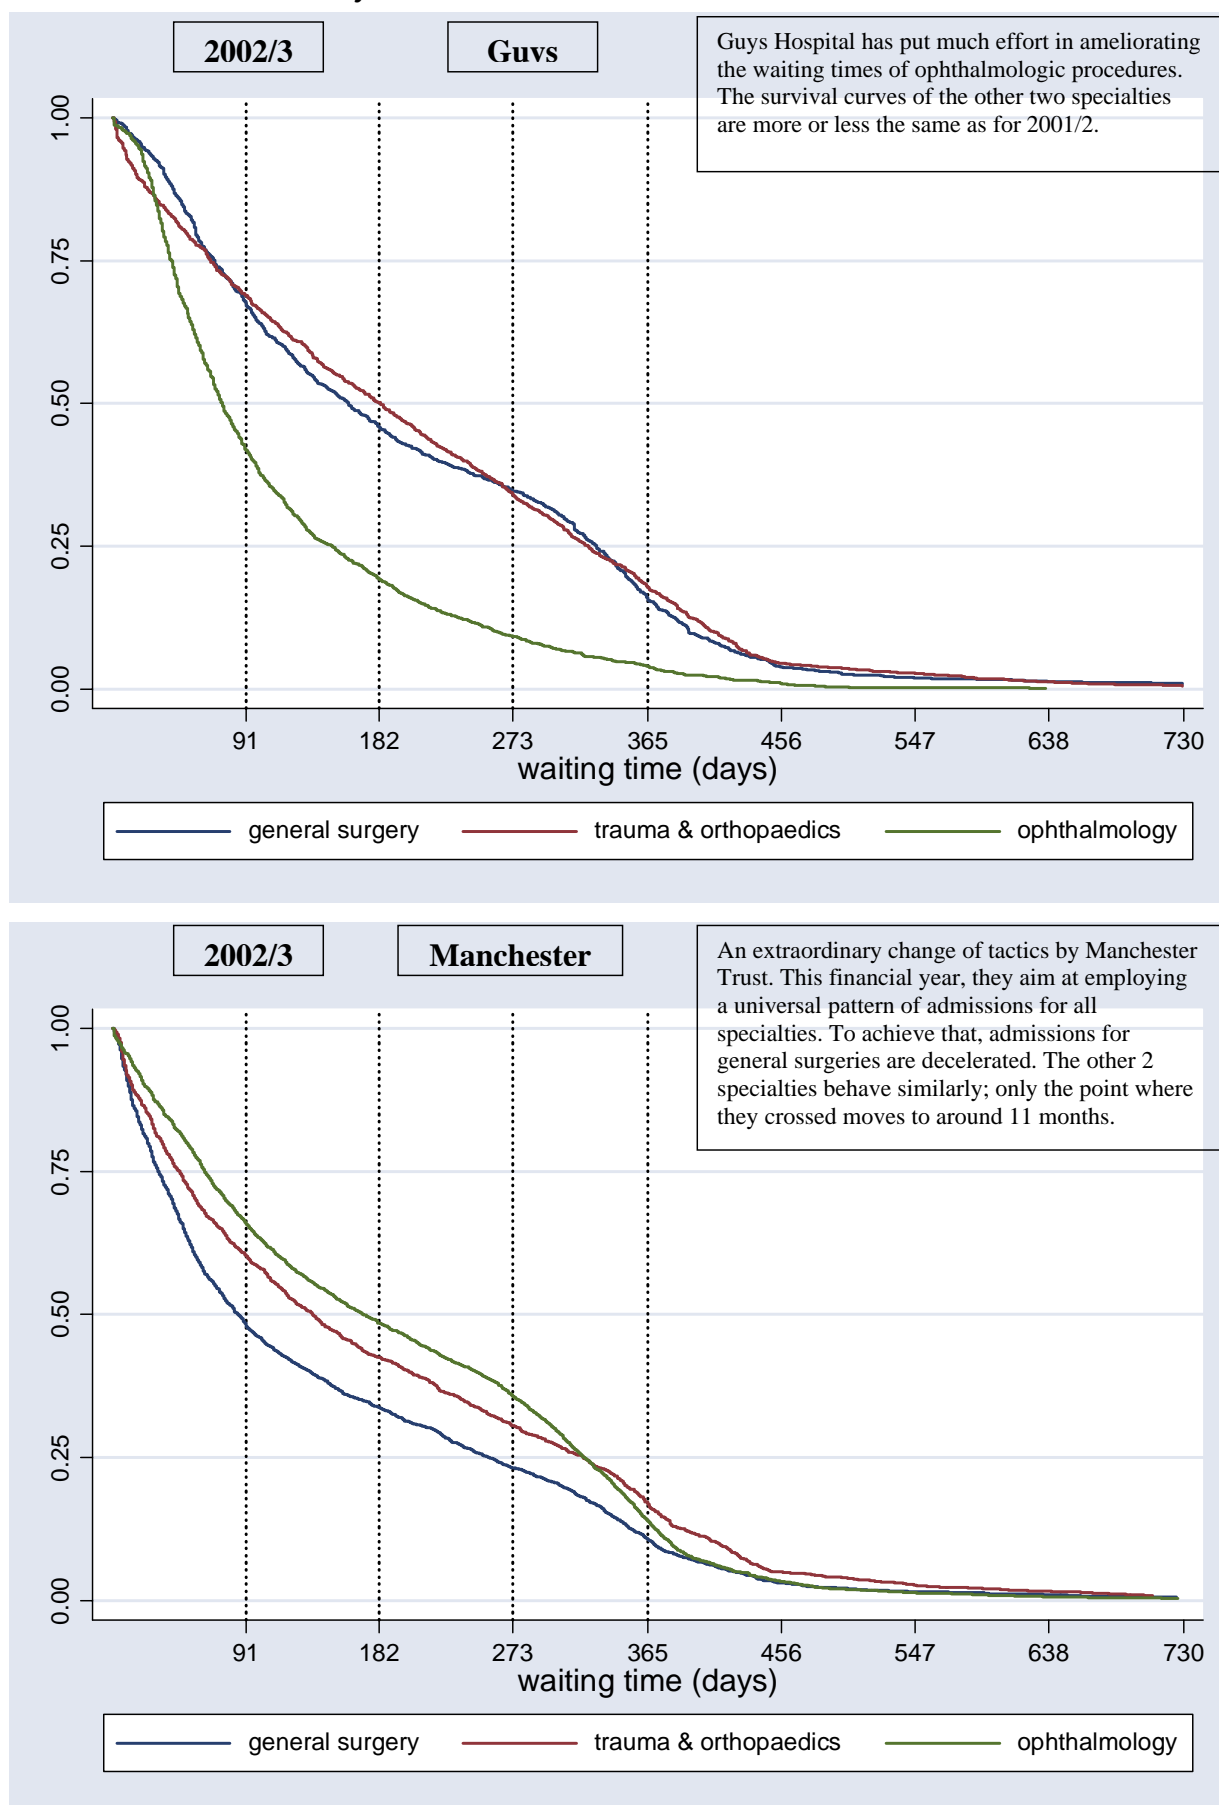 2002/3
Guys
Guys Hospital has put much effort in ameliorating
the waiting times of ophthalmologic procedures.
The survival curves of the other two specialties
are more or less the same as for 2001/2.
1.00
0.75
0.50
0.25
0.00
91 182 273 365 456 547 638 730
waiting time (days)
general surgery trauma & orthopaedics ophthalmology
2002/3
Manchester
An extraordinary change of tactics by Manchester
Trust. This financial year, they aim at employing
a universal pattern of admissions for all
specialties. To achieve that, admissions for
general surgeries are decelerated. The other 2
specialties behave similarly; only the point where
they crossed moves to around 11 months.
1.00
0.75
0.50
0.25
0.00
91 182 273 365 456 547 638 730
waiting time (days)
general surgery trauma & orthopaedics ophthalmology